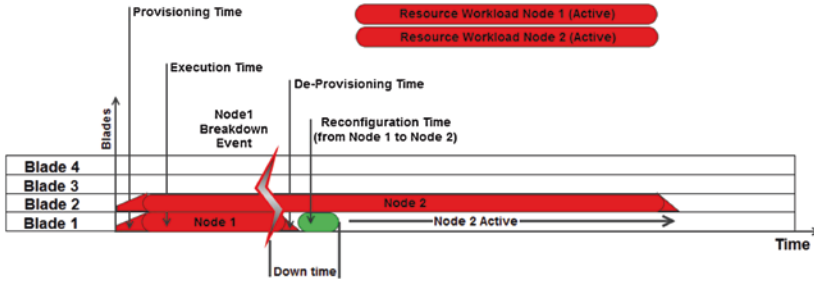 Provisioning Time
Resource Workload Node 1 (Active)
Resource Workload Node 2 (Active)
Execution Time
De-Provisioning Time
Blades
Node1
Breakdown
Event
Reconfiguration Time
(from Node 1 to Node 2)
Blade 4
Blade 3
Blade 2
Node 2
Blade 1
Node 1
Node 2 Active
Time
Down time